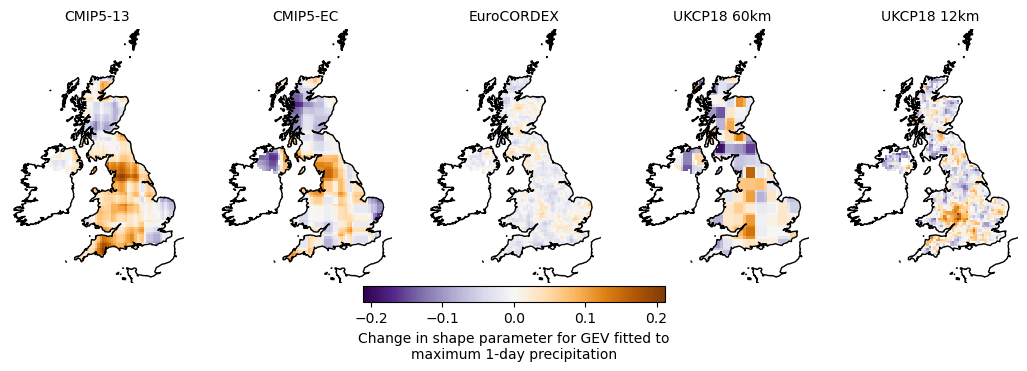 CMIP5-13 CMIP5-EC EuroCORDEX UKCP18 60km UKCP18 12km
−0.2 −0.1 0.0 0.1 0.2
Change in shape parameter for GEV fitted to
maximum 1-day precipitation